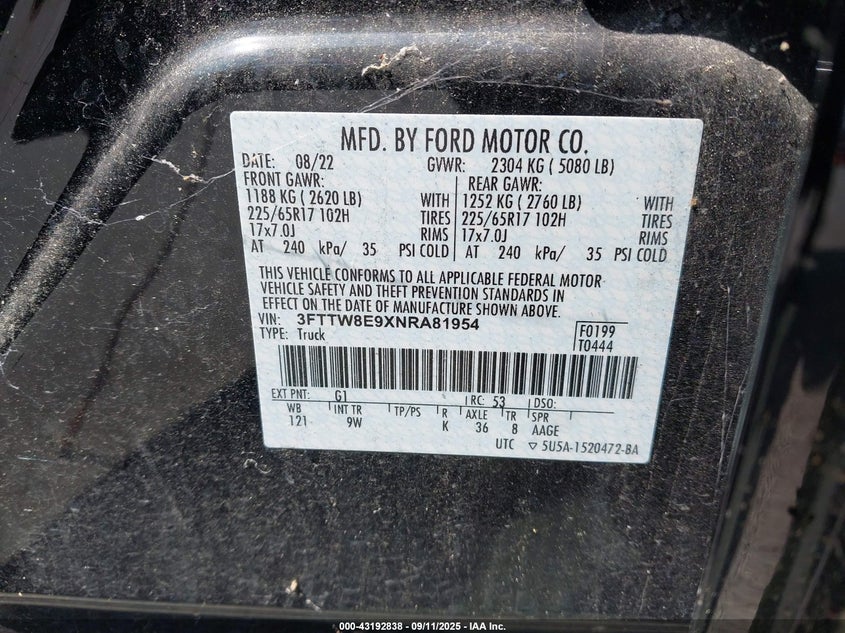 MFD. BY FORD MOTOR CO.
DATE: 08/22 GVWR: 2304 KG ( 5080 LB)
FRONT GAWR: REAR GAWR:
1188 KG ( 2620 LB) WITH 1252 KG ( 2760 LB) WITH
225/65R17 102H TIRES 225/65R17 102H TIRES
17x7.0J RIMS 17x7.0J RIMS
AT 240 kPa/ 35 PSI COLD AT 240 kPa/ 35 PSI COLD
THIS VEHICLE CONFORMS TO ALL APPLICABLE FEDERAL MOTOR
VEHICLE SAFETY AND THEFT PREVENTION STANDARDS IN
EFFECT ON THE DATE OF MANUFACTURE SHOWN ABOVE.
VIN: 3FTTW8E9XNRA81954 F0199
TYPE: Truck T0444
EXT PNT: G1 RC: 53 DSO:
WB INT TR TP/PS R AXLE TR SPR
121 9W K 36 8 AAGE
UTC ▽ 5U5A-1520472-BA
000-43192838 - 09/11/2025 - IAA Inc.